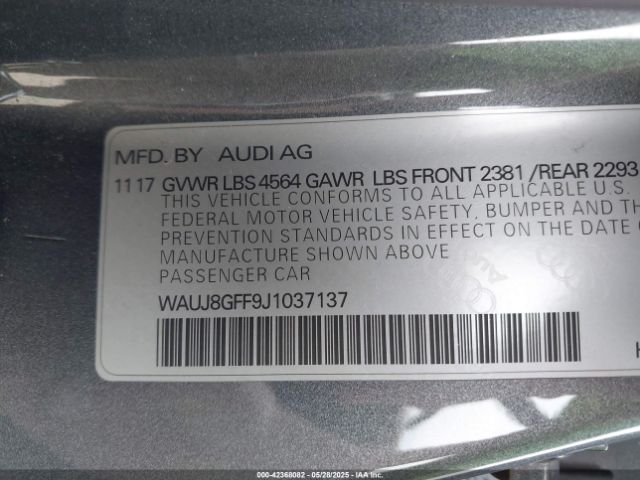 MFD. BY AUDI AG
11 17 GVWR LBS 4564 GAWR LBS FRONT 2381 /REAR 2293
THIS VEHICLE CONFORMS TO ALL APPLICABLE U.S.
FEDERAL MOTOR VEHICLE SAFETY, BUMPER AND TH
PREVENTION STANDARDS IN EFFECT ON THE DATE O
MANUFACTURE SHOWN ABOVE
PASSENGER CAR
WAUJ8GFF9J1037137
000-42368082 | 05/28/2025 - IAA Inc. |